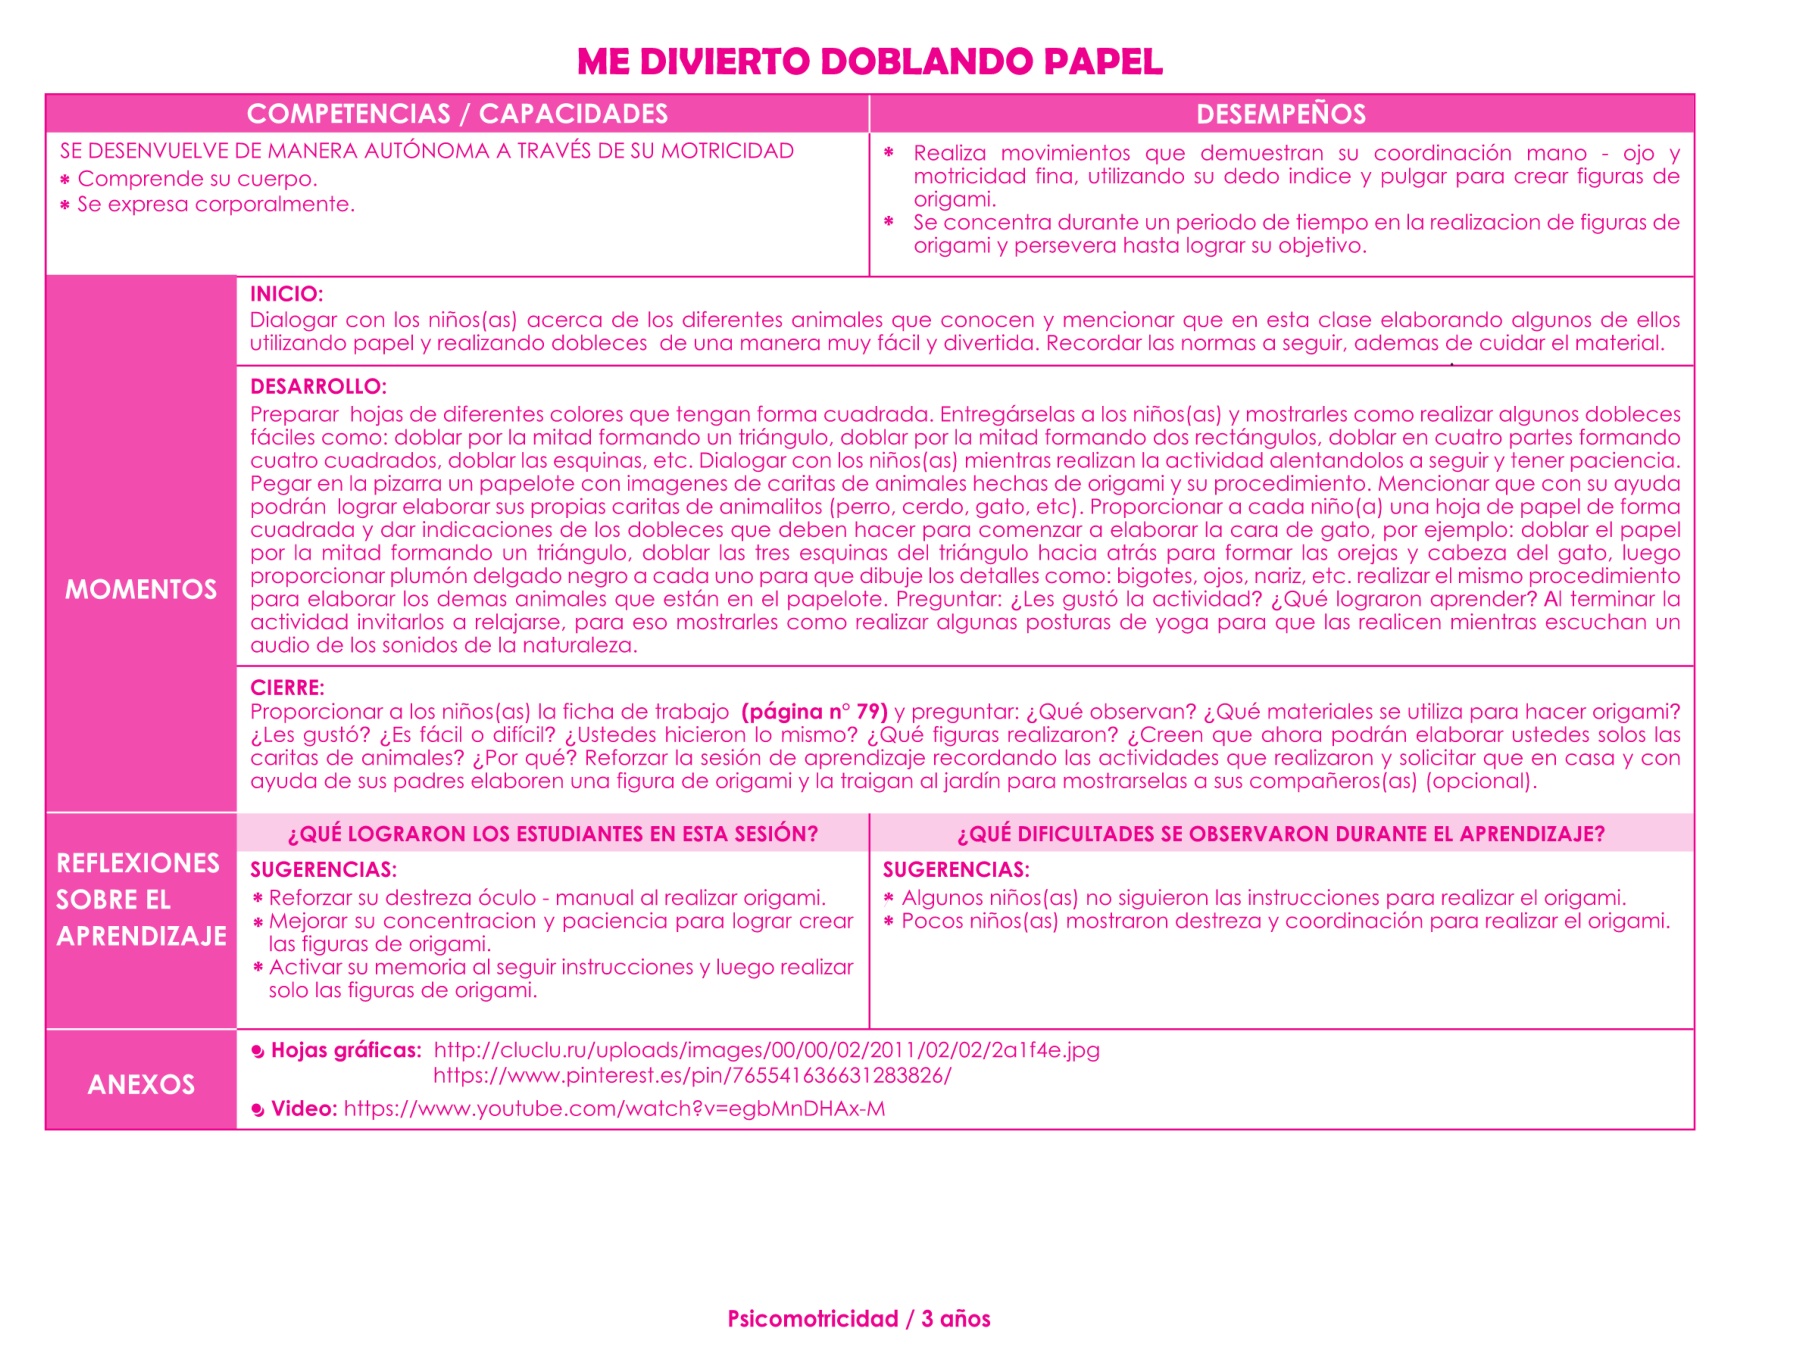 ME DIVIERTO DOBLANDO PAPEL
COMPETENCIAS / CAPACIDADES
SE DESENVUELVE DE MANERA AUTÓNOMA A TRAVÉS DE SU MOTRICIDAD
* Comprende su cuerpo.
* Se expresa corporalmente.
DESEMPEÑOS
* Realiza movimientos que demuestran su coordinación mano - ojo y
motricidad fina, utilizando su dedo indice y pulgar para crear figuras de
origami.
* Se concentra durante un periodo de tiempo en la realizacion de figuras de
origami y persevera hasta lograr su objetivo.
MOMENTOS
INICIO:
Dialogar con los niños(as) acerca de los diferentes animales que conocen y mencionar que en esta clase elaborando algunos de ellos
utilizando papel y realizando dobleces de una manera muy fácil y divertida. Recordar las normas a seguir, ademas de cuidar el material.
DESARROLLO:
Preparar hojas de diferentes colores que tengan forma cuadrada. Entregárselas a los niños(as) y mostrarles como realizar algunos dobleces
fáciles como: doblar por la mitad formando un triángulo, doblar por la mitad formando dos rectángulos, doblar en cuatro partes formando
cuatro cuadrados, doblar las esquinas, etc. Dialogar con los niños(as) mientras realizan la actividad alentandolos a seguir y tener paciencia.
Pegar en la pizarra un papelote con imagenes de caritas de animales hechas de origami y su procedimiento. Mencionar que con su ayuda
podrán lograr elaborar sus propias caritas de animalitos (perro, cerdo, gato, etc). Proporcionar a cada niño(a) una hoja de papel de forma
cuadrada y dar indicaciones de los dobleces que deben hacer para comenzar a elaborar la cara de gato, por ejemplo: doblar el papel
por la mitad formando un triángulo, doblar las tres esquinas del triángulo hacia atrás para formar las orejas y cabeza del gato, luego
proporcionar plumón delgado negro a cada uno para que dibuje los detalles como: bigotes, ojos, nariz, etc. realizar el mismo procedimiento
para elaborar los demas animales que están en el papelote. Preguntar: ¿Les gustó la actividad? ¿Qué lograron aprender? Al terminar la
actividad invitarlos a relajarse, para eso mostrarles como realizar algunas posturas de yoga para que las realicen mientras escuchan un
audio de los sonidos de la naturaleza.
CIERRE:
Proporcionar a los niños(as) la ficha de trabajo (página n° 79) y preguntar: ¿Qué observan? ¿Qué materiales se utiliza para hacer origami?
¿Les gustó? ¿Es fácil o difícil? ¿Ustedes hicieron lo mismo? ¿Qué figuras realizaron? ¿Creen que ahora podrán elaborar ustedes solos las
caritas de animales? ¿Por qué? Reforzar la sesión de aprendizaje recordando las actividades que realizaron y solicitar que en casa y con
ayuda de sus padres elaboren una figura de origami y la traigan al jardín para mostrarselas a sus compañeros(as) (opcional).
REFLEXIONES
SOBRE EL
APRENDIZAJE
¿QUÉ LOGRARON LOS ESTUDIANTES EN ESTA SESIÓN?
SUGERENCIAS:
* Reforzar su destreza óculo - manual al realizar origami.
* Mejorar su concentracion y paciencia para lograr crear
las figuras de origami.
* Activar su memoria al seguir instrucciones y luego realizar
solo las figuras de origami.
¿QUÉ DIFICULTADES SE OBSERVARON DURANTE EL APRENDIZAJE?
SUGERENCIAS:
* Algunos niños(as) no siguieron las instrucciones para realizar el origami.
* Pocos niños(as) mostraron destreza y coordinación para realizar el origami.
ANEXOS
Hojas gráficas: http://cluclu.ru/uploads/images/00/00/02/2011/02/02/2a1f4e.jpg
https://www.pinterest.es/pin/765541636631283826/
Video: https://www.youtube.com/watch?v=egbMnDHAx-M
Psicomotricidad / 3 años